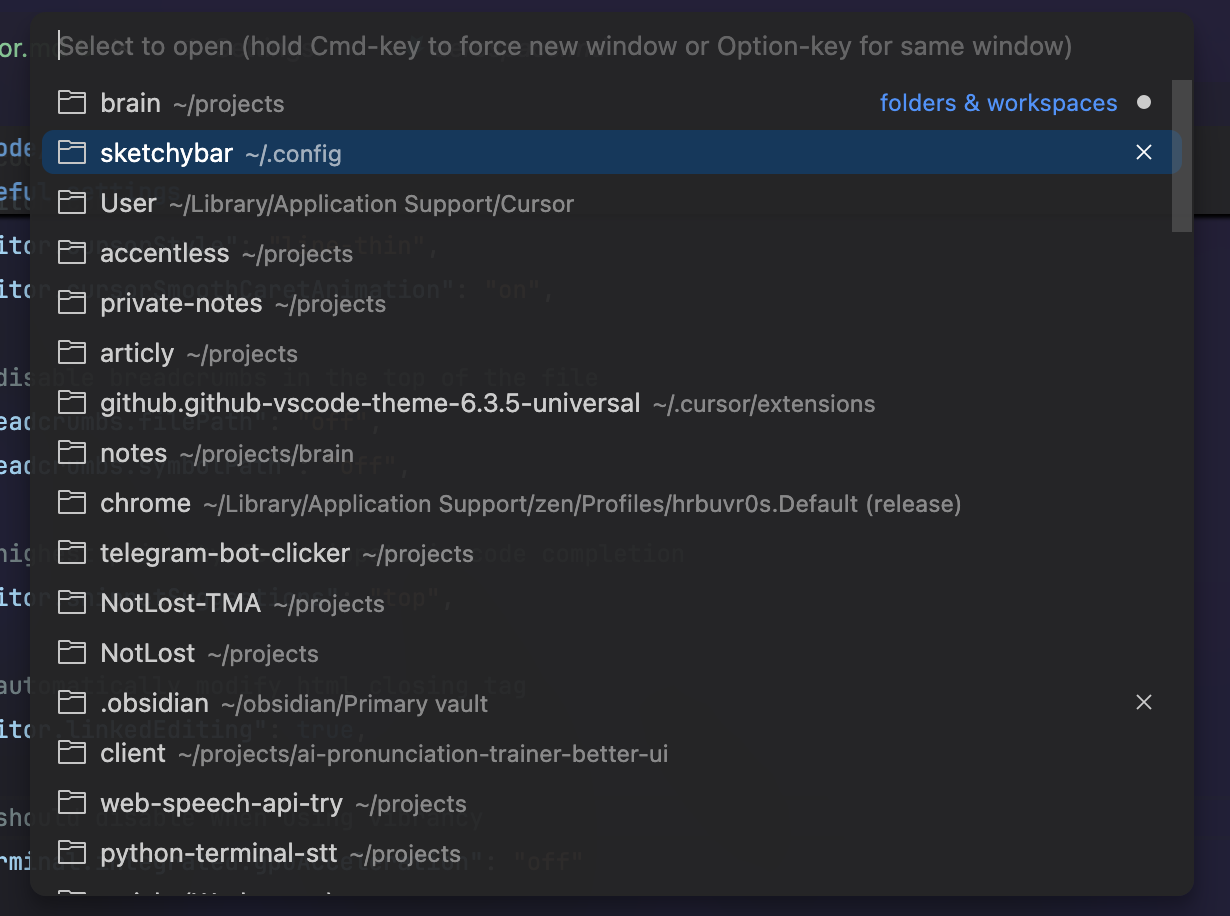 Select to open (hold Cmd-key to force new window or Option-key for same window)
brain ~/projects folders & workspaces
sketchybar ~/.config
User ~/Library/Application Support/Cursor
accentless ~/projects
private-notes ~/projects
articly ~/projects
github.github-vscode-theme-6.3.5-universal ~/.cursor/extensions
notes ~/projects/brain
chrome ~/Library/Application Support/zen/Profiles/hrbuvr0s.Default (release)
telegram-bot-clicker ~/projects
NotLost-TMA ~/projects
NotLost ~/projects
.obsidian ~/obsidian/Primary vault
client ~/projects/ai-pronunciation-trainer-better-ui
web-speech-api-try ~/projects
python-terminal-stt ~/projects